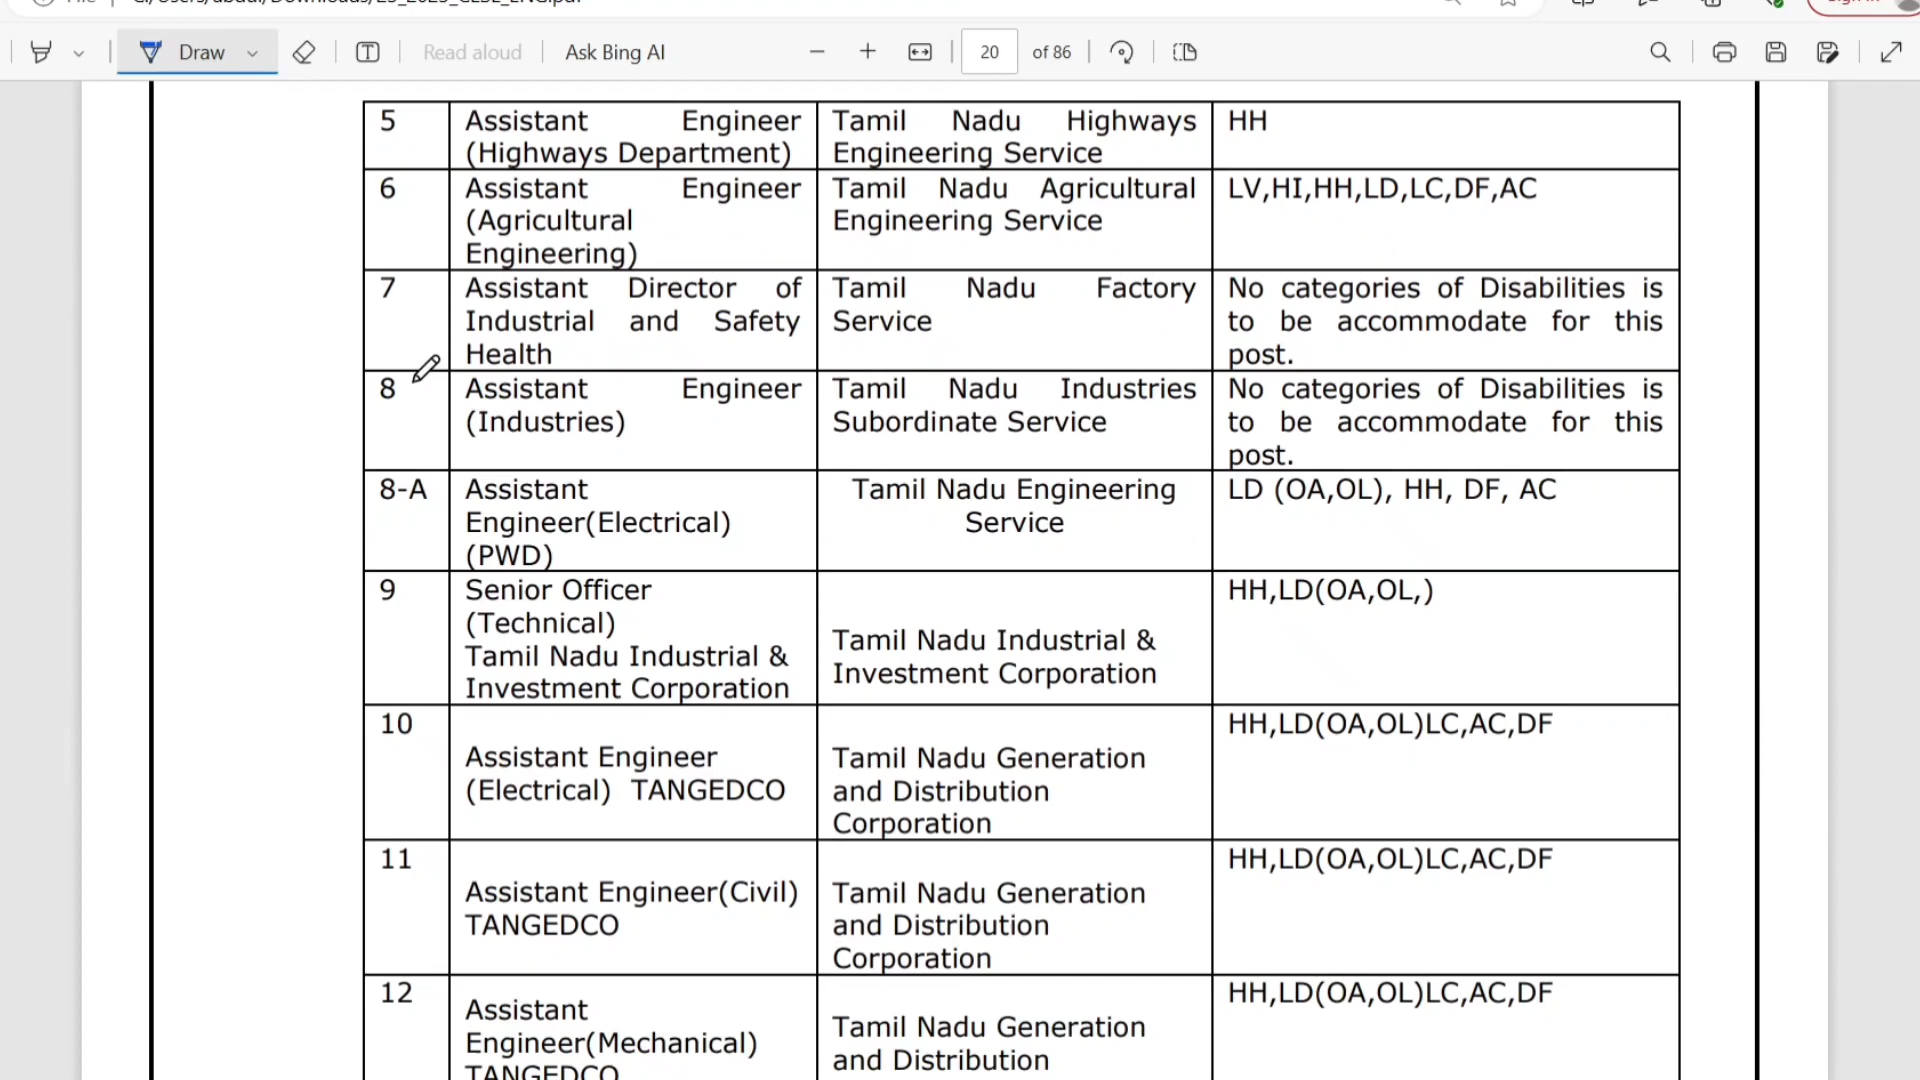 Draw
Read aloud
Ask Bing AI
20 of 86
5 Assistant Engineer Tamil Nadu Highways HH
(Highways Department) Engineering Service
6 Assistant Engineer Tamil Nadu Agricultural LV,HI,HH,LD,LC,DF,AC
(Agricultural Engineering Service
Engineering)
7 Assistant Director of Tamil Nadu Factory No categories of Disabilities is
Industrial and Safety Service to be accommodate for this
Health post.
8 Assistant Engineer Tamil Nadu Industries No categories of Disabilities is
(Industries) Subordinate Service to be accommodate for this
post.
8-A Assistant Tamil Nadu Engineering LD (OA,OL), HH, DF, AC
Engineer(Electrical) Service
(PWD)
9 Senior Officer HH,LD(OA,OL,)
(Technical)
Tamil Nadu Industrial & Tamil Nadu Industrial &
Investment Corporation Investment Corporation
10 HH,LD(OA,OL)LC,AC,DF
Assistant Engineer Tamil Nadu Generation
(Electrical) TANGEDCO and Distribution
Corporation
11 HH,LD(OA,OL)LC,AC,DF
Assistant Engineer(Civil) Tamil Nadu Generation
TANGEDCO and Distribution
Corporation
12 HH,LD(OA,OL)LC,AC,DF
Assistant Tamil Nadu Generation
Engineer(Mechanical) and Distribution
TANGEDCO